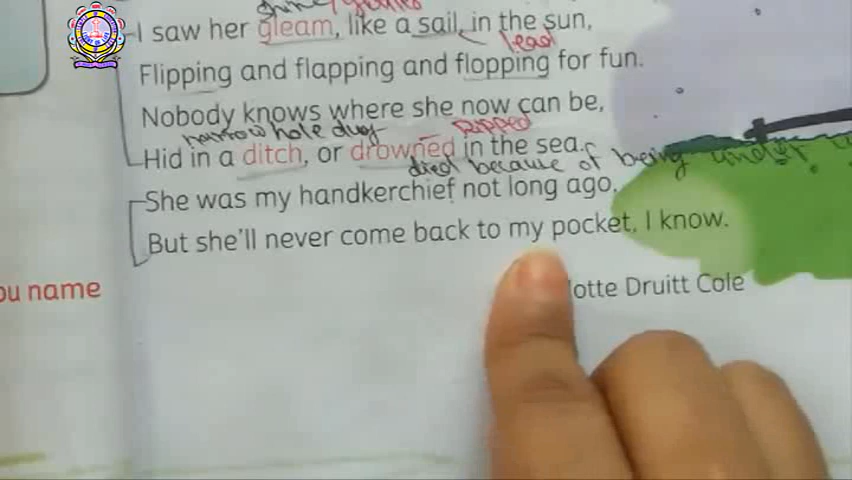 I saw her gleam, like a sail, in the sun,
Flipping and flapping and flopping for fun.
Nobody knows where she now can be,
narrow hole dug
Hid in a ditch, or drowned in the sea.
died because of being under
She was my handkerchief not long ago,
But she'll never come back to my pocket, I know.
ou name
lotte Druitt Cole